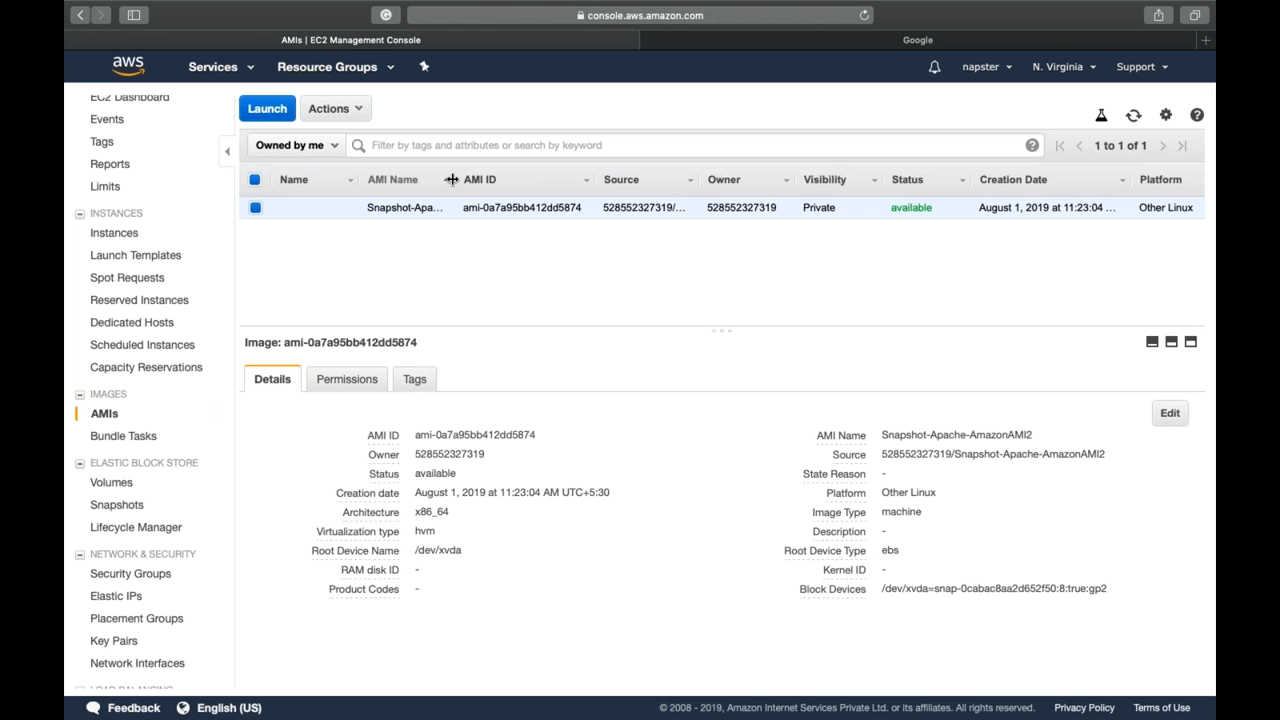 console.aws.amazon.com
AMIs | EC2 Management Console
Google
aws
Services
Resource Groups
napster
N. Virginia
Support
EC2 Dashboard
Events
Tags
Reports
Limits
INSTANCES
Instances
Launch Templates
Spot Requests
Reserved Instances
Dedicated Hosts
Scheduled Instances
Capacity Reservations
IMAGES
AMIs
Bundle Tasks
ELASTIC BLOCK STORE
Volumes
Snapshots
Lifecycle Manager
NETWORK & SECURITY
Security Groups
Elastic IPs
Placement Groups
Key Pairs
Network Interfaces
LOAD BALANCING
Launch
Actions
Owned by me
Filter by tags and attributes or search by keyword
1 to 1 of 1
Name AMI Name AMI ID Source Owner Visibility Status Creation Date Platform
Snapshot-Apa... ami-0a7a95bb412dd5874 528552327319/... 528552327319 Private available August 1, 2019 at 11:23:04 ... Other Linux
Image: ami-0a7a95bb412dd5874
Details
Permissions
Tags
Edit
AMI ID ami-0a7a95bb412dd5874
Owner 528552327319
Status available
Creation date August 1, 2019 at 11:23:04 AM UTC+5:30
Architecture x86_64
Virtualization type hvm
Root Device Name /dev/xvda
RAM disk ID -
Product Codes -
AMI Name Snapshot-Apache-AmazonAMI2
Source 528552327319/Snapshot-Apache-AmazonAMI2
State Reason -
Platform Other Linux
Image Type machine
Description -
Root Device Type ebs
Kernel ID -
Block Devices /dev/xvda=snap-0cabac8aa2d652f50:8:true:gp2
Feedback
English (US)
© 2008 - 2019, Amazon Internet Services Private Ltd. or its affiliates. All rights reserved.
Privacy Policy
Terms of Use